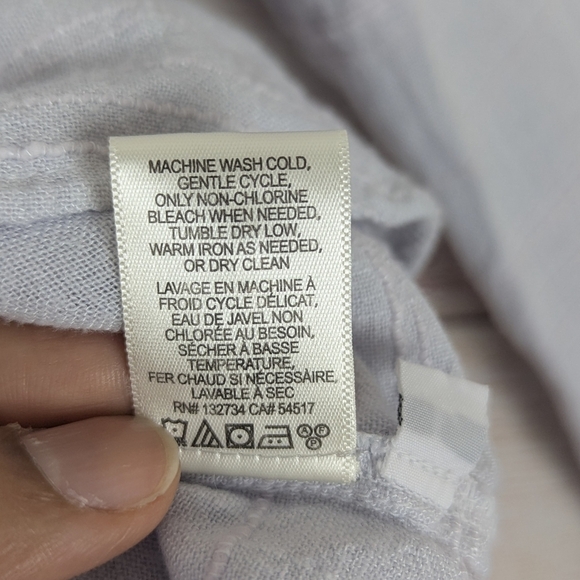 MACHINE WASH COLD,
GENTLE CYCLE,
ONLY NON-CHLORINE
BLEACH WHEN NEEDED,
TUMBLE DRY LOW,
WARM IRON AS NEEDED,
OR DRY CLEAN
LAVAGE EN MACHINE À
FROID CYCLE DÉLICAT,
EAU DE JAVEL NON
CHLORÉE AU BESOIN,
SÉCHER À BASSE
TEMPERATURE,
FER CHAUD SI NÉCESSÀIRE,
LAVABLE À SEC
RN# 132734 CA# 54517
A F P